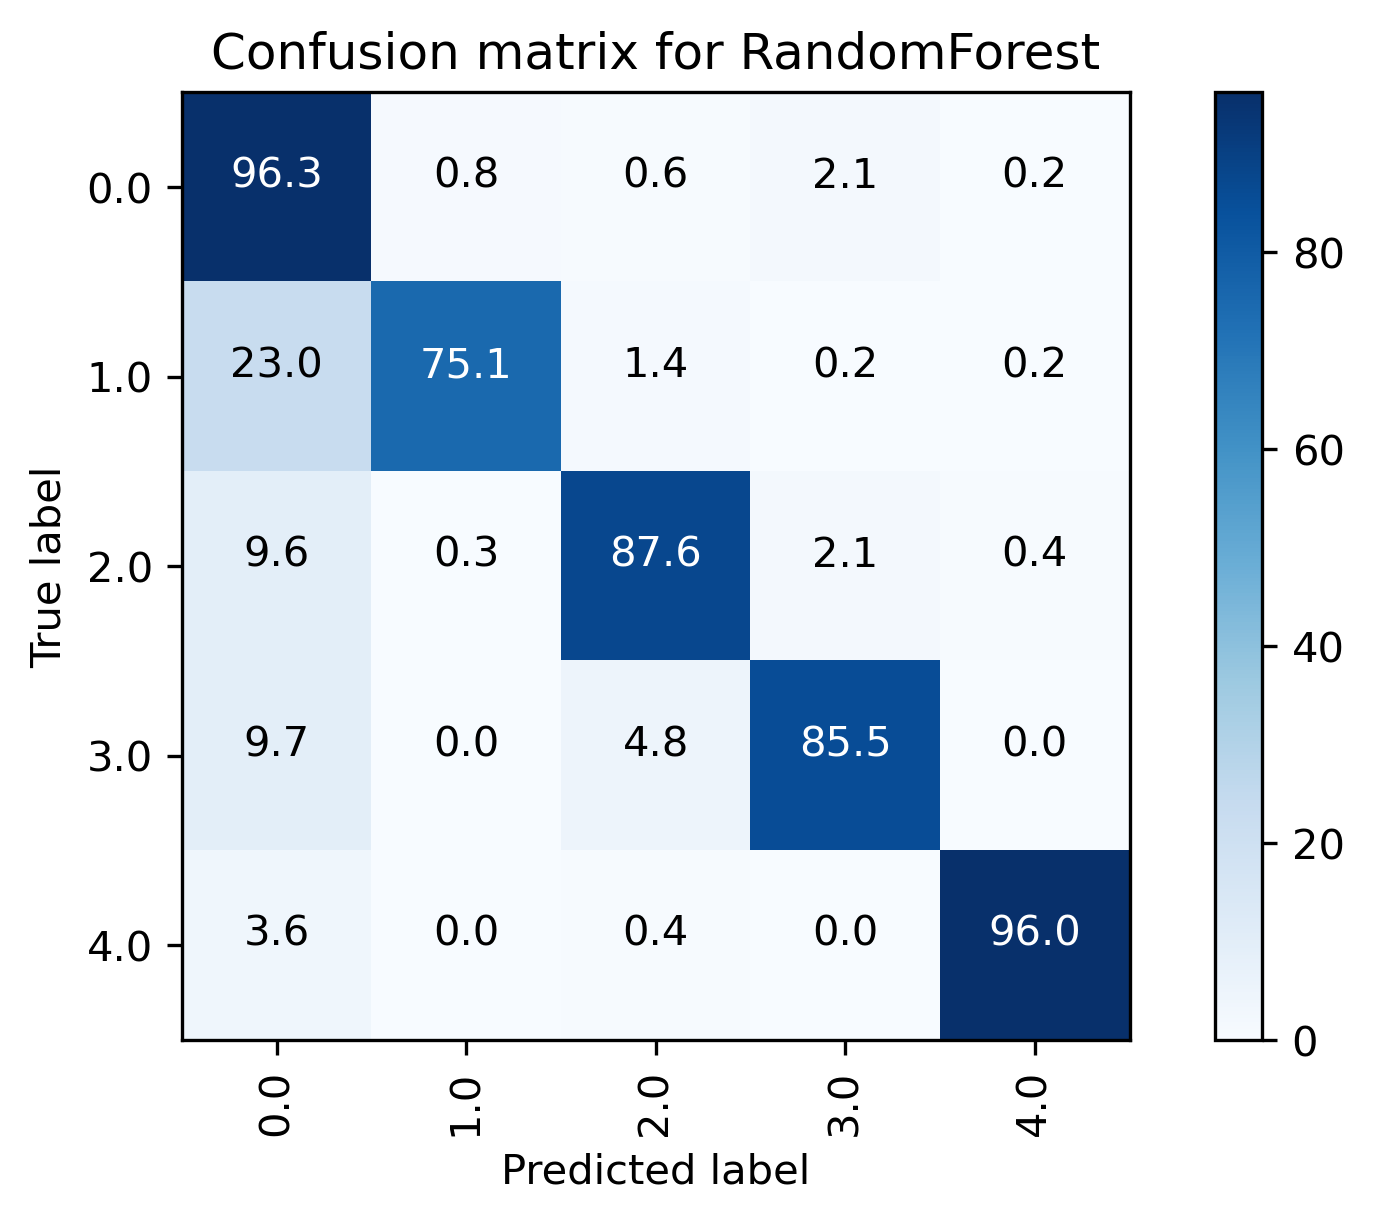 Confusion matrix for RandomForest
0.0 96.3 0.8 0.6 2.1 0.2
80
1.0 23.0 75.1 1.4 0.2 0.2
60
True label
2.0 9.6 0.3 87.6 2.1 0.4
40
3.0 9.7 0.0 4.8 85.5 0.0
20
4.0 3.6 0.0 0.4 0.0 96.0
0
0.0 1.0 2.0 3.0 4.0
Predicted label